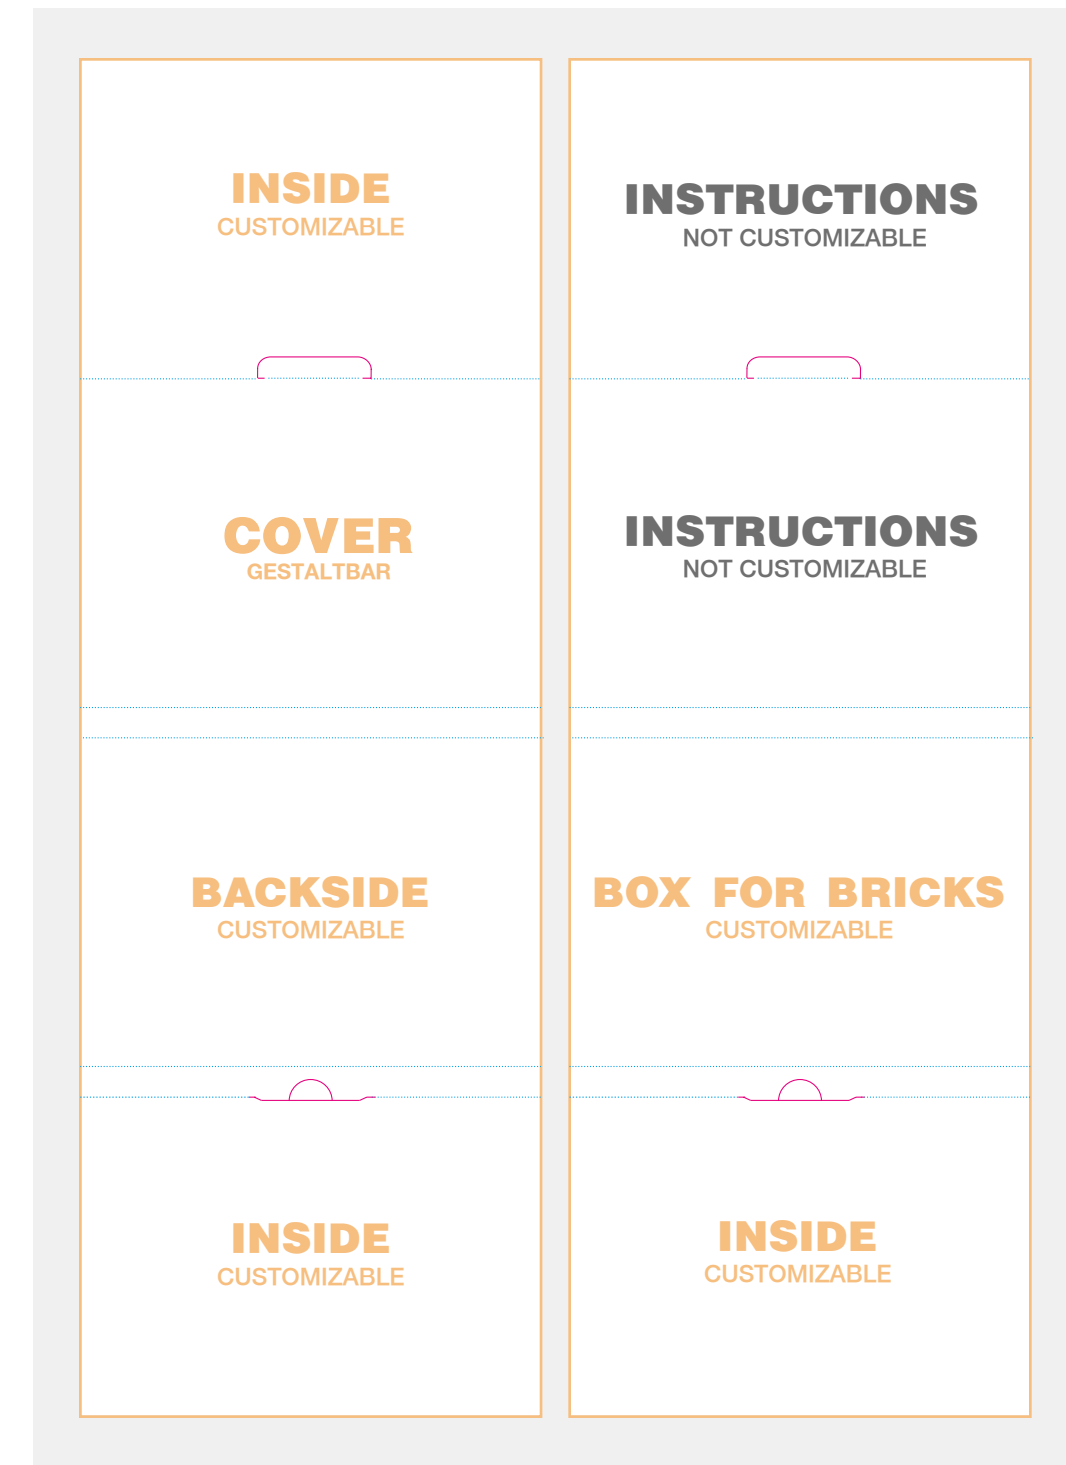 INSIDE
CUSTOMIZABLE
COVER
GESTALTBAR
BACKSIDE
CUSTOMIZABLE
INSIDE
CUSTOMIZABLE
INSTRUCTIONS
NOT CUSTOMIZABLE
INSTRUCTIONS
NOT CUSTOMIZABLE
BOX FOR BRICKS
CUSTOMIZABLE
INSIDE
CUSTOMIZABLE